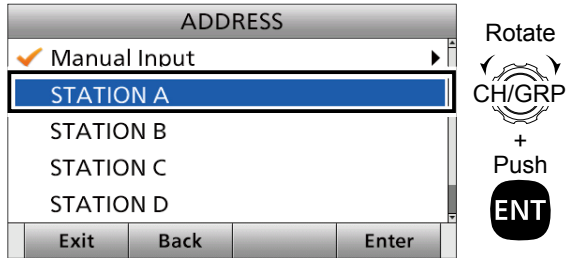 ADDRESS
Manual Input
STATION A
STATION B
STATION C
STATION D
Exit Back Enter
Rotate
CH/GRP
+
Push
ENT